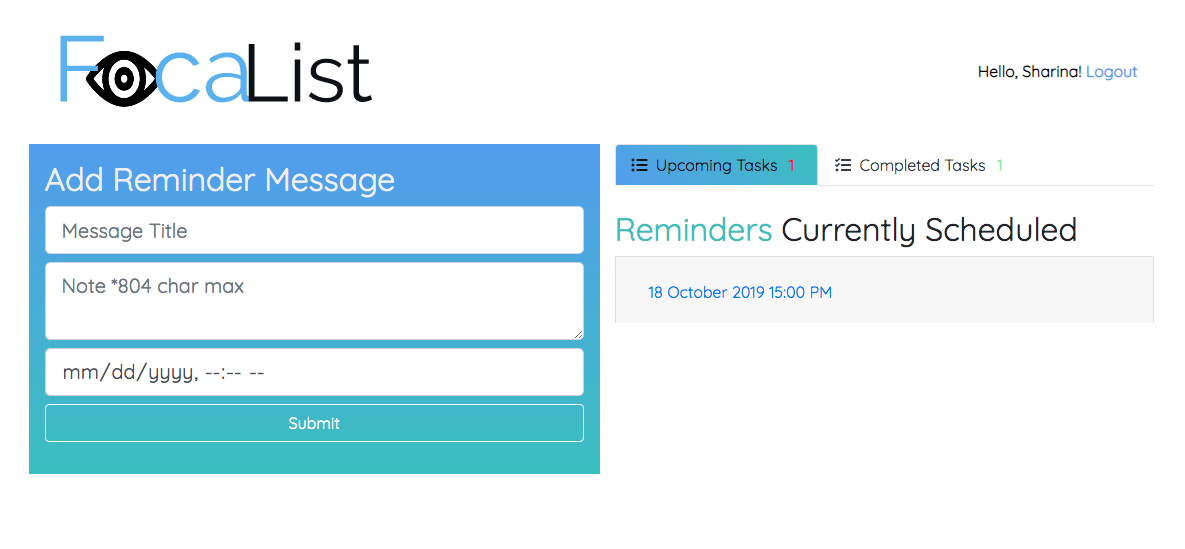 FocaList
Hello, Sharina! Logout
Add Reminder Message
Message Title
Note *804 char max
mm/dd/yyyy, --:-- --
Submit
Upcoming Tasks 1
Completed Tasks 1
Reminders Currently Scheduled
18 October 2019 15:00 PM